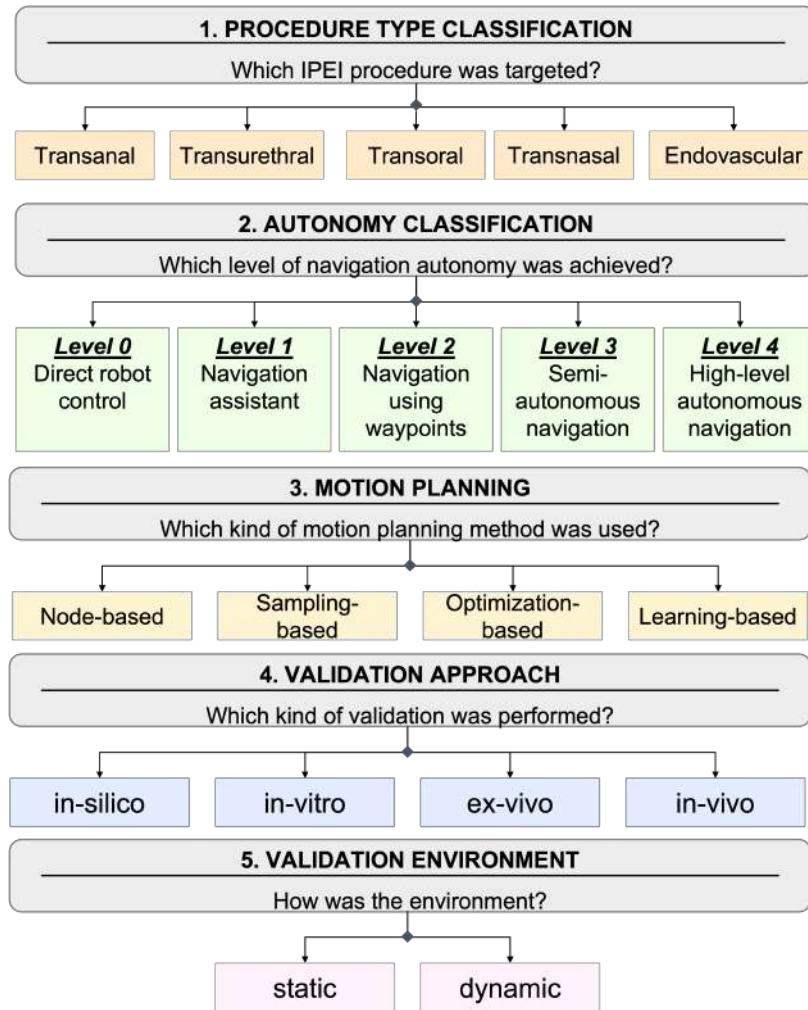 1. PROCEDURE TYPE CLASSIFICATION
Which IPEI procedure was targeted?
Transanal
Transurethral
Transoral
Transnasal
Endovascular
2. AUTONOMY CLASSIFICATION
Which level of navigation autonomy was achieved?
Level 0
Direct robot
control
Level 1
Navigation
assistant
Level 2
Navigation
using
waypoints
Level 3
Semi-
autonomous
navigation
Level 4
High-level
autonomous
navigation
3. MOTION PLANNING
Which kind of motion planning method was used?
Node-based
Sampling-
based
Optimization-
based
Learning-based
4. VALIDATION APPROACH
Which kind of validation was performed?
in-silico
in-vitro
ex-vivo
in-vivo
5. VALIDATION ENVIRONMENT
How was the environment?
static
dynamic